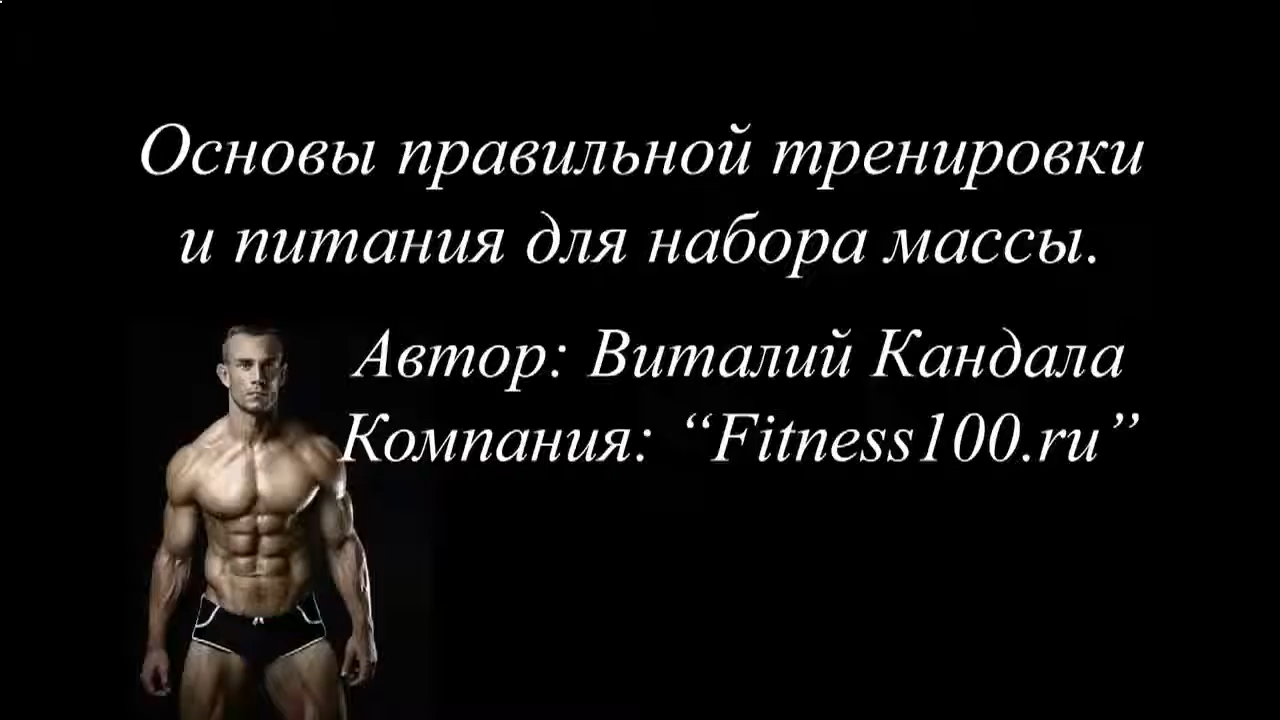 Основы правильной тренировки
и питания для набора массы.
Автор: Виталий Кандала
Компания: “Fitness100.ru”